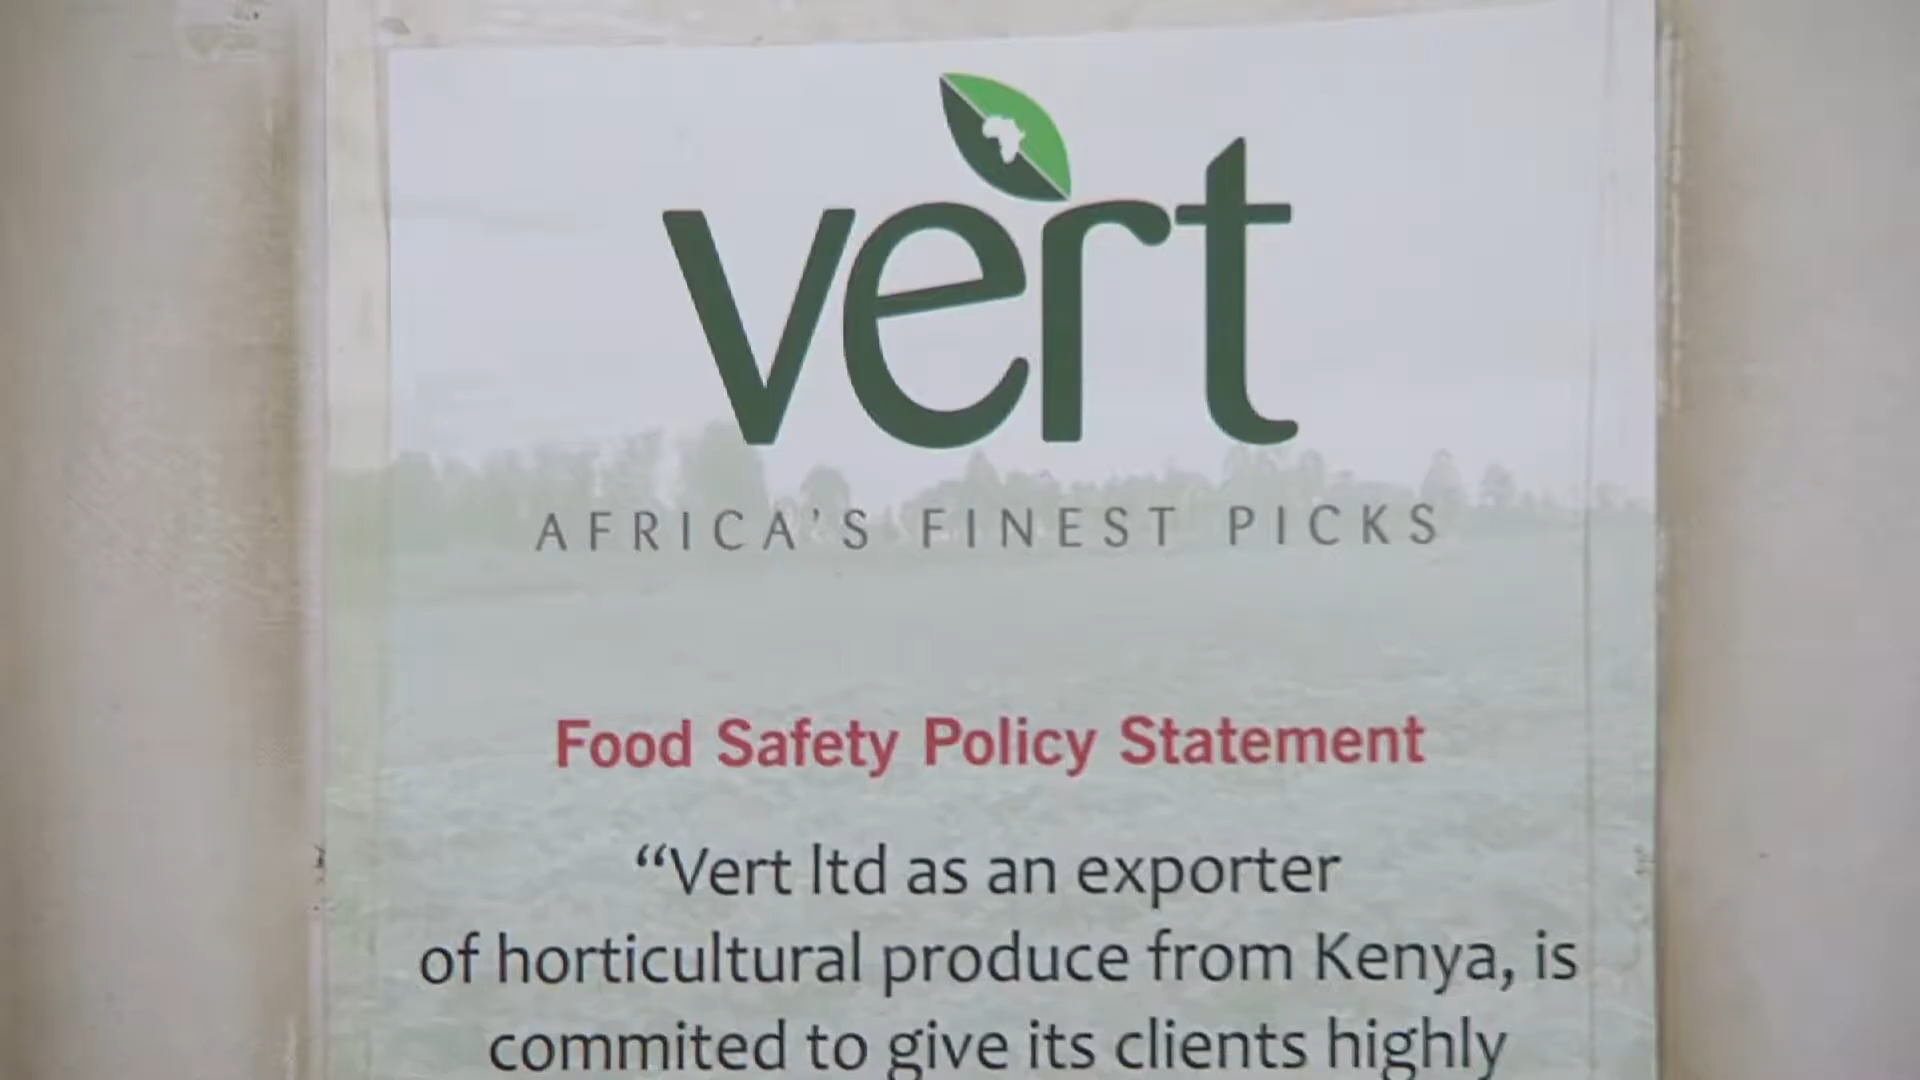 vert
AFRICA'S FINEST PICKS
Food Safety Policy Statement
“Vert ltd as an exporter
of horticultural produce from Kenya, is
commited to give its clients highly